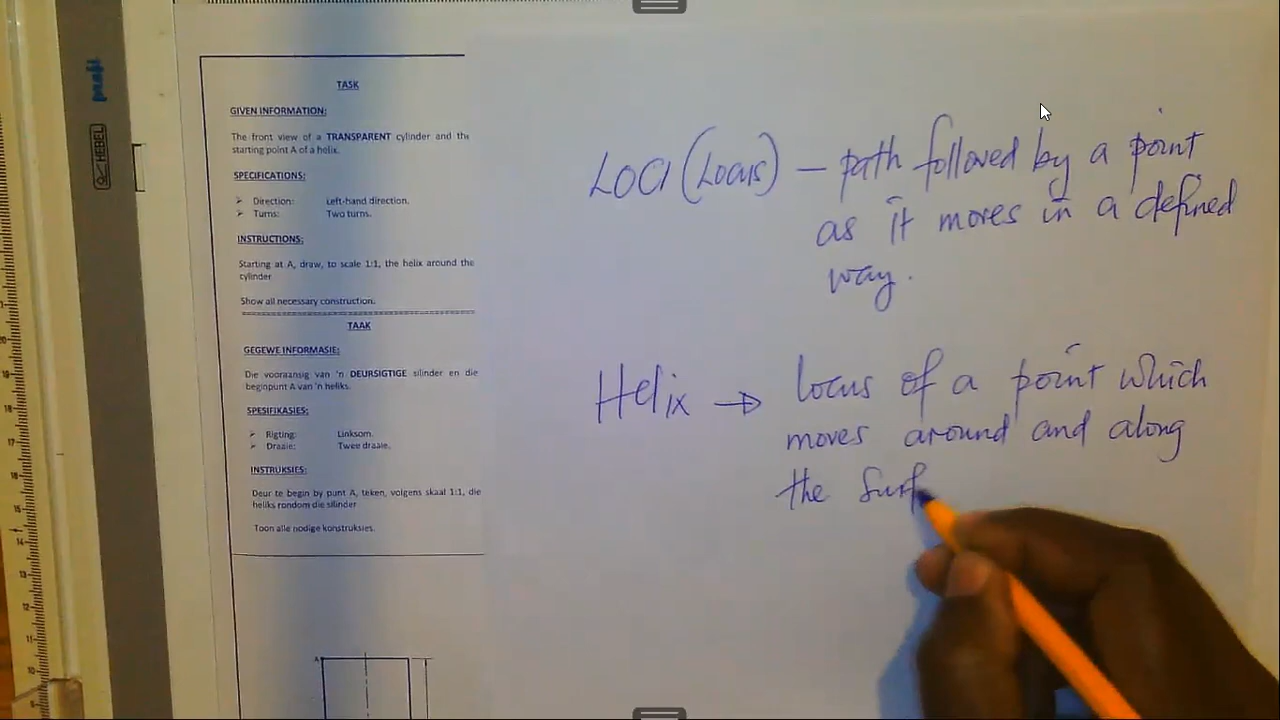 TASK
GIVEN INFORMATION:
The front view of a TRANSPARENT cylinder and the
starting point A of a helix.
SPECIFICATIONS:
➢ Direction: Left-hand direction.
➢ Turns: Two turns.
INSTRUCTIONS:
Starting at A, draw, to scale 1:1, the helix around the
cylinder
Show all necessary construction.
TAAK
GEGEWE INFORMASIE:
Die vooraansig van 'n DEURSIGTIGE silinder en die
beginpunt A van 'n heliks.
SPESIFIKASIES:
➢ Rigting: Linksom.
➢ Draaie: Twee draaie.
INSTRUKSIES:
Deur te begin by punt A, teken, volgens skaal 1:1, die
heliks rondom die silinder
Toon alle nodige konstruksies.
A
LOCI (Locus) – path followed by a point
as it moves in a defined
way.
Helix → locus of a point which
moves around and along
the surf
HEBEL